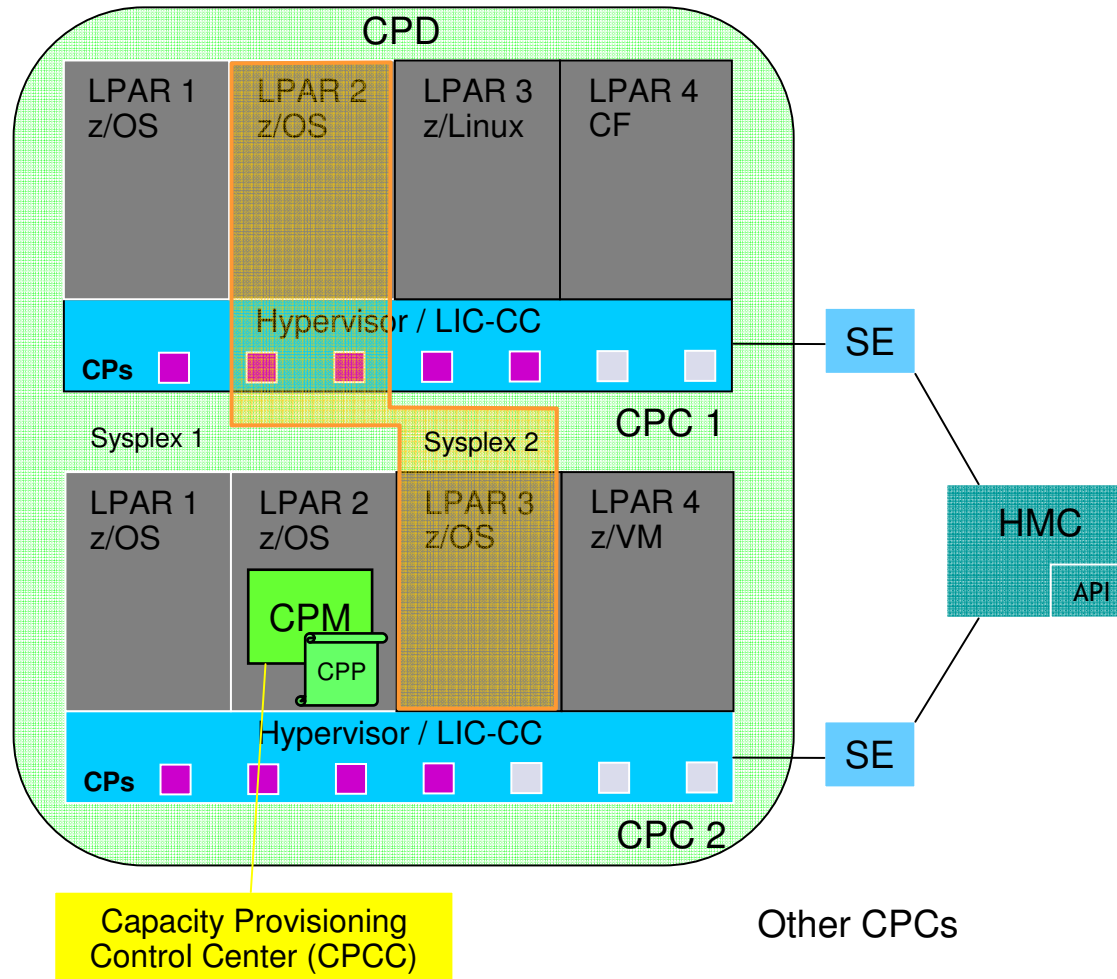 CPD
LPAR 1
z/OS
LPAR 2
z/OS
LPAR 3
z/Linux
LPAR 4
CF
Hypervisor / LIC-CC
CPs
SE
CPC 1
Sysplex 1
Sysplex 2
LPAR 1
z/OS
LPAR 2
z/OS
LPAR 3
z/OS
LPAR 4
z/VM
HMC
API
CPM
CPP
Hypervisor / LIC-CC
CPs
SE
CPC 2
Capacity Provisioning
Control Center (CPCC)
Other CPCs